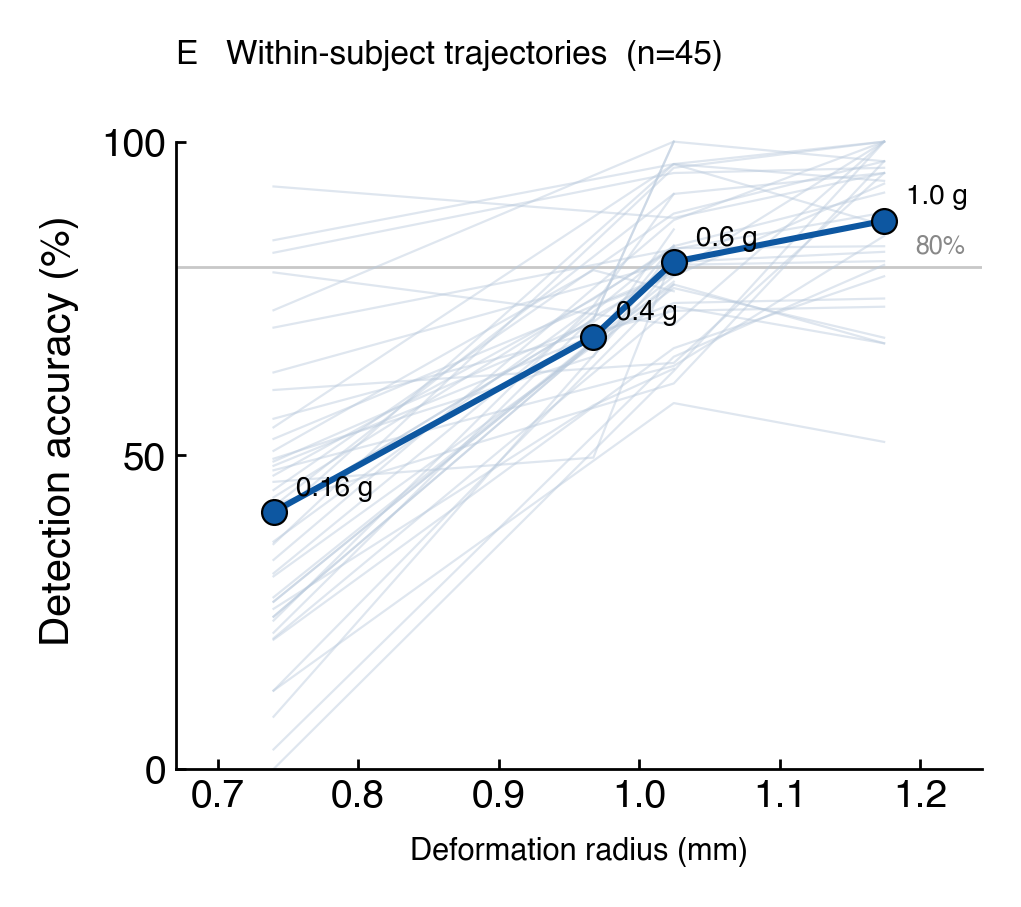 E Within-subject trajectories (n=45)
100
50
0
Detection accuracy (%)
1.0 g
0.6 g
80%
0.4 g
0.16 g
0.7 0.8 0.9 1.0 1.1 1.2
Deformation radius (mm)